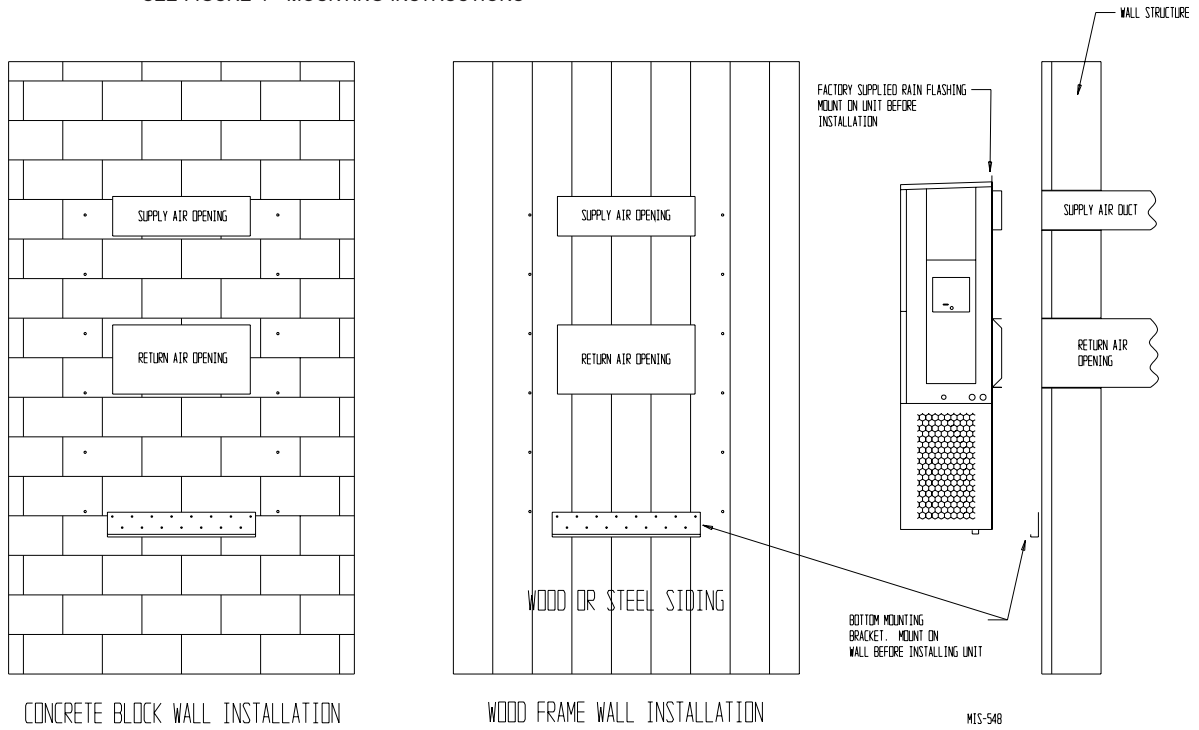 WALL STRUCTURE
FACTORY SUPPLIED RAIN FLASHING
MOUNT ON UNIT BEFORE
INSTALLATION
SUPPLY AIR OPENING
SUPPLY AIR OPENING
SUPPLY AIR DUCT
RETURN AIR OPENING
RETURN AIR OPENING
RETURN AIR
OPENING
WOOD OR STEEL SIDING
BOTTOM MOUNTING
BRACKET. MOUNT ON
WALL BEFORE INSTALLING UNIT
CONCRETE BLOCK WALL INSTALLATION
WOOD FRAME WALL INSTALLATION
MIS-548